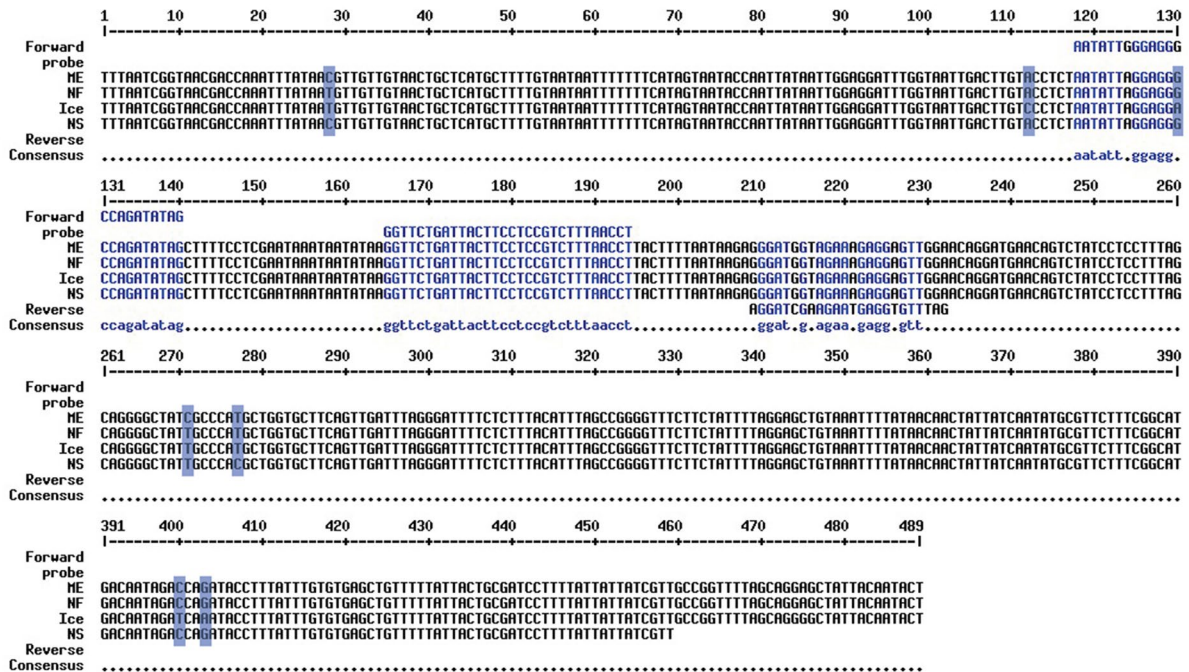 1 10 20 30 40 50 60 70 80 90 100 110 120 130
Forward AATATTGGGAGGG
probe
ME TTTAATCGGTAACGACCAAATTTATAACGTTGTTGTAACTGCTCATGCTTTTGTAATAATTTTTTTCATAGTAATACCAATTATAATTGGAGGATTTGGTAATTGACTTGTACCTCTAATATTAGGAGGG
NF TTTAATCGGTAACGACCAAATTTATAATGTTGTTGTAACTGCTCATGCTTTTGTAATAATTTTTTTCATAGTAATACCAATTATAATTGGAGGATTTGGTAATTGACTTGTACCTCTAATATTAGGAGGG
Ice TTTAATCGGTAACGACCAAATTTATAATGTTGTTGTAACTGCTCATGCTTTTGTAATAATTTTTTTCATAGTAATACCAATTATAATTGGAGGATTTGGTAATTGACTTGTCCCTCTAATATTAGGAGGA
NS TTTAATCGGTAACGACCAAATTTATAACGTTGTTGTAACTGCTCATGCTTTTGTAATAATTTTTTTCATAGTAATACCAATTATAATTGGAGGATTTGGTAATTGACTTGTACCTCTAATATTAGGAGGG
Reverse
Consensus ....................................................................................................................aatatt.ggagg.
131 140 150 160 170 180 190 200 210 220 230 240 250 260
Forward CCAGATATAG
probe GGTTCTGATTACTTCCTCCGTCTTTAACCT
ME CCAGATATAGCTTTTCCTCGAATAAATAATATAAGGTTCTGATTACTTCCTCCGTCTTTAACCTTACTTTTAATAAGAGGGATGGTAGAAAGAGGAGTTGGAACAGGATGAACAGTCTATCCTCCTTTAG
NF CCAGATATAGCTTTTCCTCGAATAAATAATATAAGGTTCTGATTACTTCCTCCGTCTTTAACCTTACTTTTAATAAGAGGGATGGTAGAAAGAGGAGTTGGAACAGGATGAACAGTCTATCCTCCTTTAG
Ice CCAGATATAGCTTTTCCTCGAATAAATAATATAAGGTTCTGATTACTTCCTCCGTCTTTAACCTTACTTTTAATAAGAGGGATGGTAGAAAGAGGAGTTGGAACAGGATGAACAGTCTATCCTCCTTTAG
NS CCAGATATAGCTTTTCCTCGAATAAATAATATAAGGTTCTGATTACTTCCTCCGTCTTTAACCTTACTTTTAATAAGAGGGATGGTAGAAAGAGGAGTTGGAACAGGATGAACAGTCTATCCTCCTTTAG
Reverse AGGATCGAAGAATGAGGTGTTTAG
Consensus ccagatatag........................ggttctgattacttcctccgtctttaacct...............ggat.g.agaa.gagg.gtt...............................
261 270 280 290 300 310 320 330 340 350 360 370 380 390
Forward
probe
ME CAGGGGCTATCGCCCATGCTGGTGCTTCAGTTGATTTAGGGATTTTCTCTTTACATTTAGCCGGGGTTTCTTCTATTTTAGGAGCTGTAAATTTTATAACAACTATTATCAATATGCGTTCTTTCGGCAT
NF CAGGGGCTATTGCCCATGCTGGTGCTTCAGTTGATTTAGGGATTTTCTCTTTACATTTAGCCGGGGTTTCTTCTATTTTAGGAGCTGTAAATTTTATAACAACTATTATCAATATGCGTTCTTTCGGCAT
Ice CAGGGGCTATTGCCCATGCTGGTGCTTCAGTTGATTTAGGGATTTTCTCTTTACATTTAGCCGGGGTTTCTTCTATTTTAGGAGCTGTAAATTTTATAACAACTATTATCAATATGCGTTCTTTCGGCAT
NS CAGGGGCTATTGCCCACGCTGGTGCTTCAGTTGATTTAGGGATTTTCTCTTTACATTTAGCCGGGGTTTCTTCTATTTTAGGAGCTGTAAATTTTATAACAACTATTATCAATATGCGTTCTTTCGGCAT
Reverse
Consensus ..................................................................................................................................
391 400 410 420 430 440 450 460 470 480 489
Forward
probe
ME GACAATAGACCAGATACCTTTATTTGTGTGAGCTGTTTTTATTACTGCGATCCTTTTATTATTATCGTTGCCGGTTTTAGCAGGAGCTATTACAATACT
NF GACAATAGACCAGATACCTTTATTTGTGTGAGCTGTTTTTATTACTGCGATCCTTTTATTATTATCGTTGCCGGTTTTAGCAGGAGCTATTACAATACT
Ice GACAATAGATCAAATACCTTTATTTGTGTGAGCTGTTTTTATTACTGCGATCCTTTTATTATTATCGTTGCCGGTTTTAGCAGGGGCTATTACAATACT
NS GACAATAGACCAGATACCTTTATTTGTGTGAGCTGTTTTTATTACTGCGATCCTTTTATTATTATCGTT
Reverse
Consensus ...................................................................................................